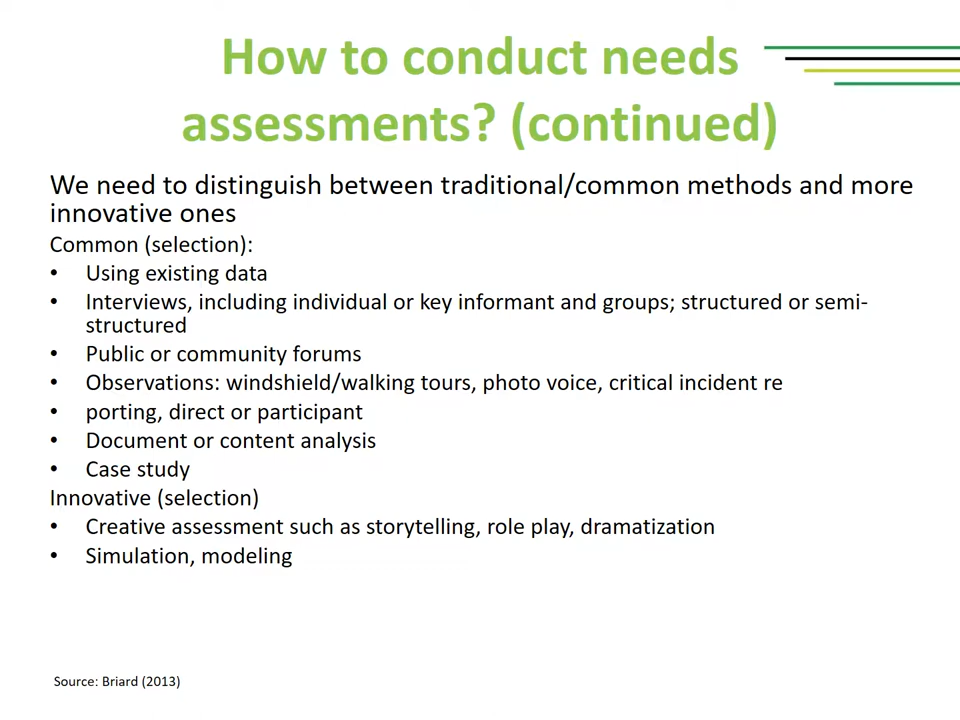 How to conduct needs
assessments? (continued)
We need to distinguish between traditional/common methods and more
innovative ones
Common (selection):
• Using existing data
• Interviews, including individual or key informant and groups; structured or semi-
structured
• Public or community forums
• Observations: windshield/walking tours, photo voice, critical incident re
• porting, direct or participant
• Document or content analysis
• Case study
Innovative (selection)
• Creative assessment such as storytelling, role play, dramatization
• Simulation, modeling
Source: Briard (2013)